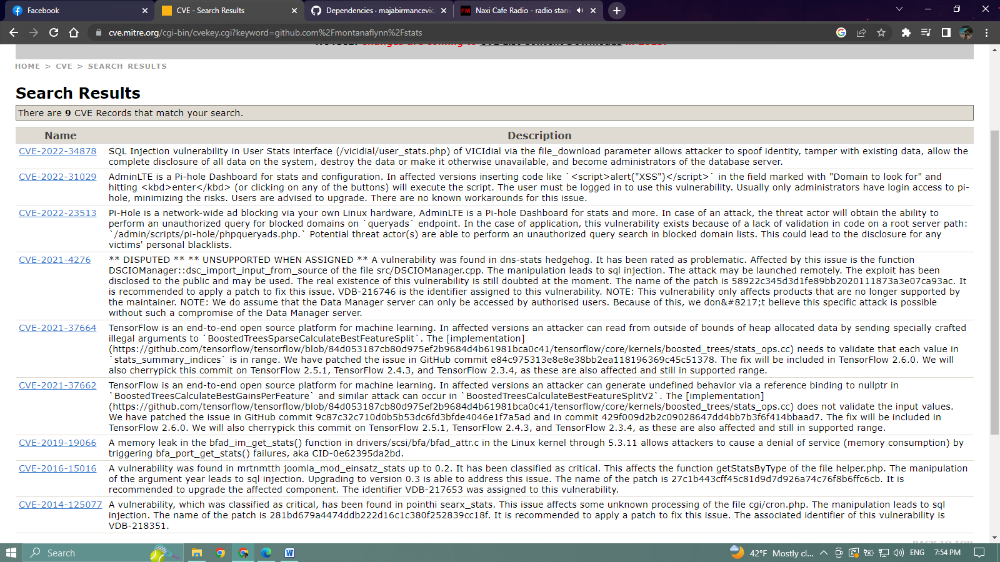 Facebook
CVE - Search Results
Dependencies · majabirmancevic
Naxi Cafe Radio - radio stani
cve.mitre.org/cgi-bin/cvekey.cgi?keyword=github.com%2Fmontanaflynn%2Fstats
HOME > CVE > SEARCH RESULTS
Search Results
There are 9 CVE Records that match your search.
Name Description
CVE-2022-34878 SQL Injection vulnerability in User Stats interface (/vicidial/user_stats.php) of VICIdial via the file_download parameter allows attacker to spoof identity, tamper with existing data, allow the
complete disclosure of all data on the system, destroy the data or make it otherwise unavailable, and become administrators of the database server.
CVE-2022-31029 AdminLTE is a Pi-hole Dashboard for stats and configuration. In affected versions inserting code like `<script>alert("XSS")</script>` in the field marked with "Domain to look for" and
hitting <kbd>enter</kbd> (or clicking on any of the buttons) will execute the script. The user must be logged in to use this vulnerability. Usually only administrators have login access to pi-
hole, minimizing the risks. Users are advised to upgrade. There are no known workarounds for this issue.
CVE-2022-23513 Pi-Hole is a network-wide ad blocking via your own Linux hardware, AdminLTE is a Pi-hole Dashboard for stats and more. In case of an attack, the threat actor will obtain the ability to
perform an unauthorized query for blocked domains on `queryads` endpoint. In the case of application, this vulnerability exists because of a lack of validation in code on a root server path:
`/admin/scripts/pi-hole/phpqueryads.php.` Potential threat actor(s) are able to perform an unauthorized query search in blocked domain lists. This could lead to the disclosure for any
victims' personal blacklists.
CVE-2021-4276 ** DISPUTED ** ** UNSUPPORTED WHEN ASSIGNED ** A vulnerability was found in dns-stats hedgehog. It has been rated as problematic. Affected by this issue is the function
DSCIOManager::dsc_import_input_from_source of the file src/DSCIOManager.cpp. The manipulation leads to sql injection. The attack may be launched remotely. The exploit has been
disclosed to the public and may be used. The real existence of this vulnerability is still doubted at the moment. The name of the patch is 58922c345d3d1fe89bb2020111873a3e07ca93ac. It
is recommended to apply a patch to fix this issue. VDB-216746 is the identifier assigned to this vulnerability. NOTE: This vulnerability only affects products that are no longer supported by
the maintainer. NOTE: We do assume that the Data Manager server can only be accessed by authorised users. Because of this, we don&#8217;t believe this specific attack is possible
without such a compromise of the Data Manager server.
CVE-2021-37664 TensorFlow is an end-to-end open source platform for machine learning. In affected versions an attacker can read from outside of bounds of heap allocated data by sending specially crafted
illegal arguments to `BoostedTreesSparseCalculateBestFeatureSplit`. The [implementation]
(https://github.com/tensorflow/tensorflow/blob/84d053187cb80d975ef2b9684d4b61981bca0c41/tensorflow/core/kernels/boosted_trees/stats_ops.cc) needs to validate that each value in
`stats_summary_indices` is in range. We have patched the issue in GitHub commit e84c975313e8e8e38bb2ea118196369c45c51378. The fix will be included in TensorFlow 2.6.0. We will
also cherrypick this commit on TensorFlow 2.5.1, TensorFlow 2.4.3, and TensorFlow 2.3.4, as these are also affected and still in supported range.
CVE-2021-37662 TensorFlow is an end-to-end open source platform for machine learning. In affected versions an attacker can generate undefined behavior via a reference binding to nullptr in
`BoostedTreesCalculateBestGainsPerFeature` and similar attack can occur in `BoostedTreesCalculateBestFeatureSplitV2`. The [implementation]
(https://github.com/tensorflow/tensorflow/blob/84d053187cb80d975ef2b9684d4b61981bca0c41/tensorflow/core/kernels/boosted_trees/stats_ops.cc) does not validate the input values.
We have patched the issue in GitHub commit 9c87c32c710d0b5b53dc6fd3bfde4046e1f7a5ad and in commit 429f009d2b2c09028647dd4bb7b3f6f414bbaad7. The fix will be included in
TensorFlow 2.6.0. We will also cherrypick this commit on TensorFlow 2.5.1, TensorFlow 2.4.3, and TensorFlow 2.3.4, as these are also affected and still in supported range.
CVE-2019-19066 A memory leak in the bfad_im_get_stats() function in drivers/scsi/bfa/bfad_attr.c in the Linux kernel through 5.3.11 allows attackers to cause a denial of service (memory consumption) by
triggering bfa_port_get_stats() failures, aka CID-0e62395da2bd.
CVE-2016-15016 A vulnerability was found in mrtnmtth joomla_mod_einsatz_stats up to 0.2. It has been classified as critical. This affects the function getStatsByType of the file helper.php. The manipulation
of the argument year leads to sql injection. Upgrading to version 0.3 is able to address this issue. The name of the patch is 27c1b443cff45c81d9d7d926a74c76f8b6ffc6cb. It is
recommended to upgrade the affected component. The identifier VDB-217653 was assigned to this vulnerability.
CVE-2014-125077 A vulnerability, which was classified as critical, has been found in pointhi searx_stats. This issue affects some unknown processing of the file cgi/cron.php. The manipulation leads to sql
injection. The name of the patch is 281bd679a4474ddb222d16c1c380f252839cc18f. It is recommended to apply a patch to fix this issue. The associated identifier of this vulnerability is
VDB-218351.
BACK TO TOP
Search
42°F Mostly cl...
ENG
7:54 PM